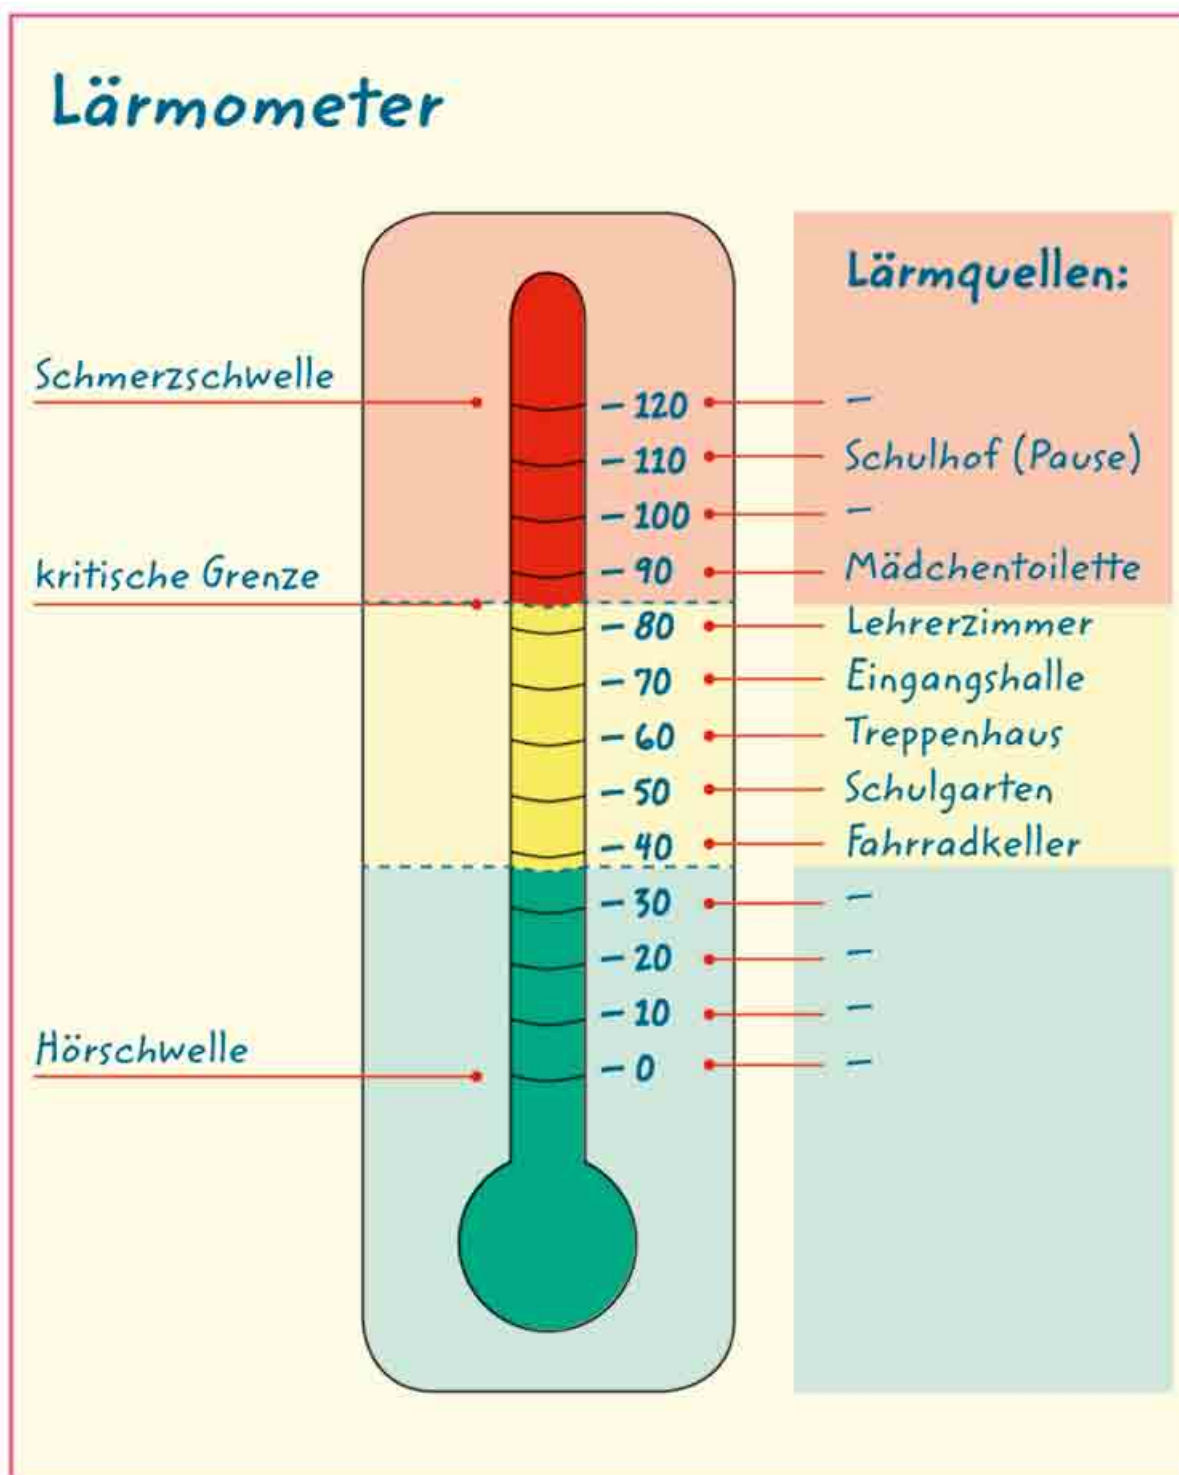 Lärmometer
Lärmquellen:
Schmerzschwelle
– 120 –
– 110 Schulhof (Pause)
– 100 –
kritische Grenze
– 90 Mädchentoilette
– 80 Lehrerzimmer
– 70 Eingangshalle
– 60 Treppenhaus
– 50 Schulgarten
– 40 Fahrradkeller
– 30 –
– 20 –
– 10 –
Hörschwelle
– 0 –